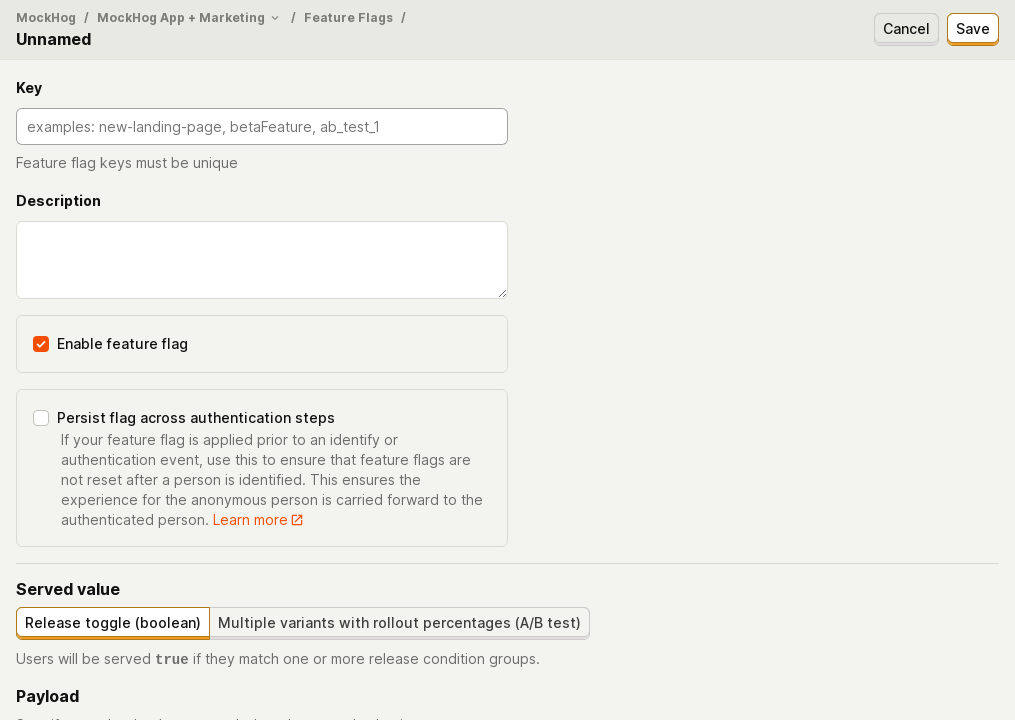 MockHog / MockHog App + Marketing / Feature Flags /
Unnamed
Cancel
Save
Key
examples: new-landing-page, betaFeature, ab_test_1
Feature flag keys must be unique
Description
Enable feature flag
Persist flag across authentication steps
If your feature flag is applied prior to an identify or
authentication event, use this to ensure that feature flags are
not reset after a person is identified. This ensures the
experience for the anonymous person is carried forward to the
authenticated person. Learn more
Served value
Release toggle (boolean)
Multiple variants with rollout percentages (A/B test)
Users will be served true if they match one or more release condition groups.
Payload